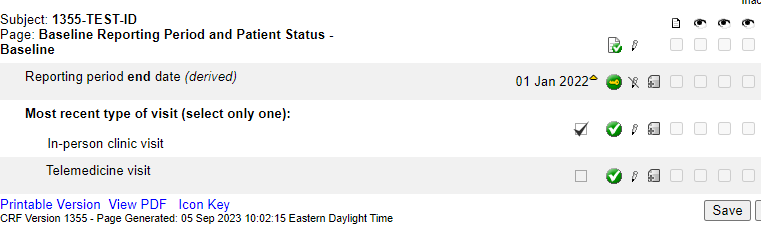 Subject: 1355-TEST-ID
Page: Baseline Reporting Period and Patient Status -
Baseline
Reporting period end date (derived) 01 Jan 2022
Most recent type of visit (select only one):
In-person clinic visit
Telemedicine visit
Printable Version View PDF Icon Key
CRF Version 1355 - Page Generated: 05 Sep 2023 10:02:15 Eastern Daylight Time
Save